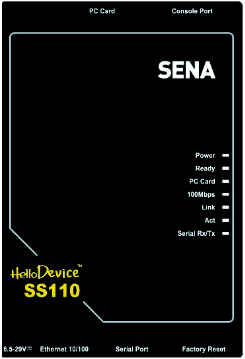 PC Card Console Port
SENA
Power
Ready
PC Card
100Mbps
Link
Act
Serial Rx/Tx
HelloDevice™
SS110
6.5-29V⎓ Ethernet 10/100 Serial Port Factory Reset